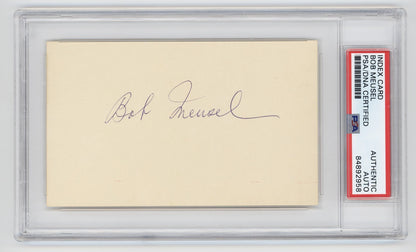 Bob Meusel
INDEX CARD
BOB MEUSEL
PSA/DNA CERTIFIED
AUTHENTIC
AUTO
84892958
PSA